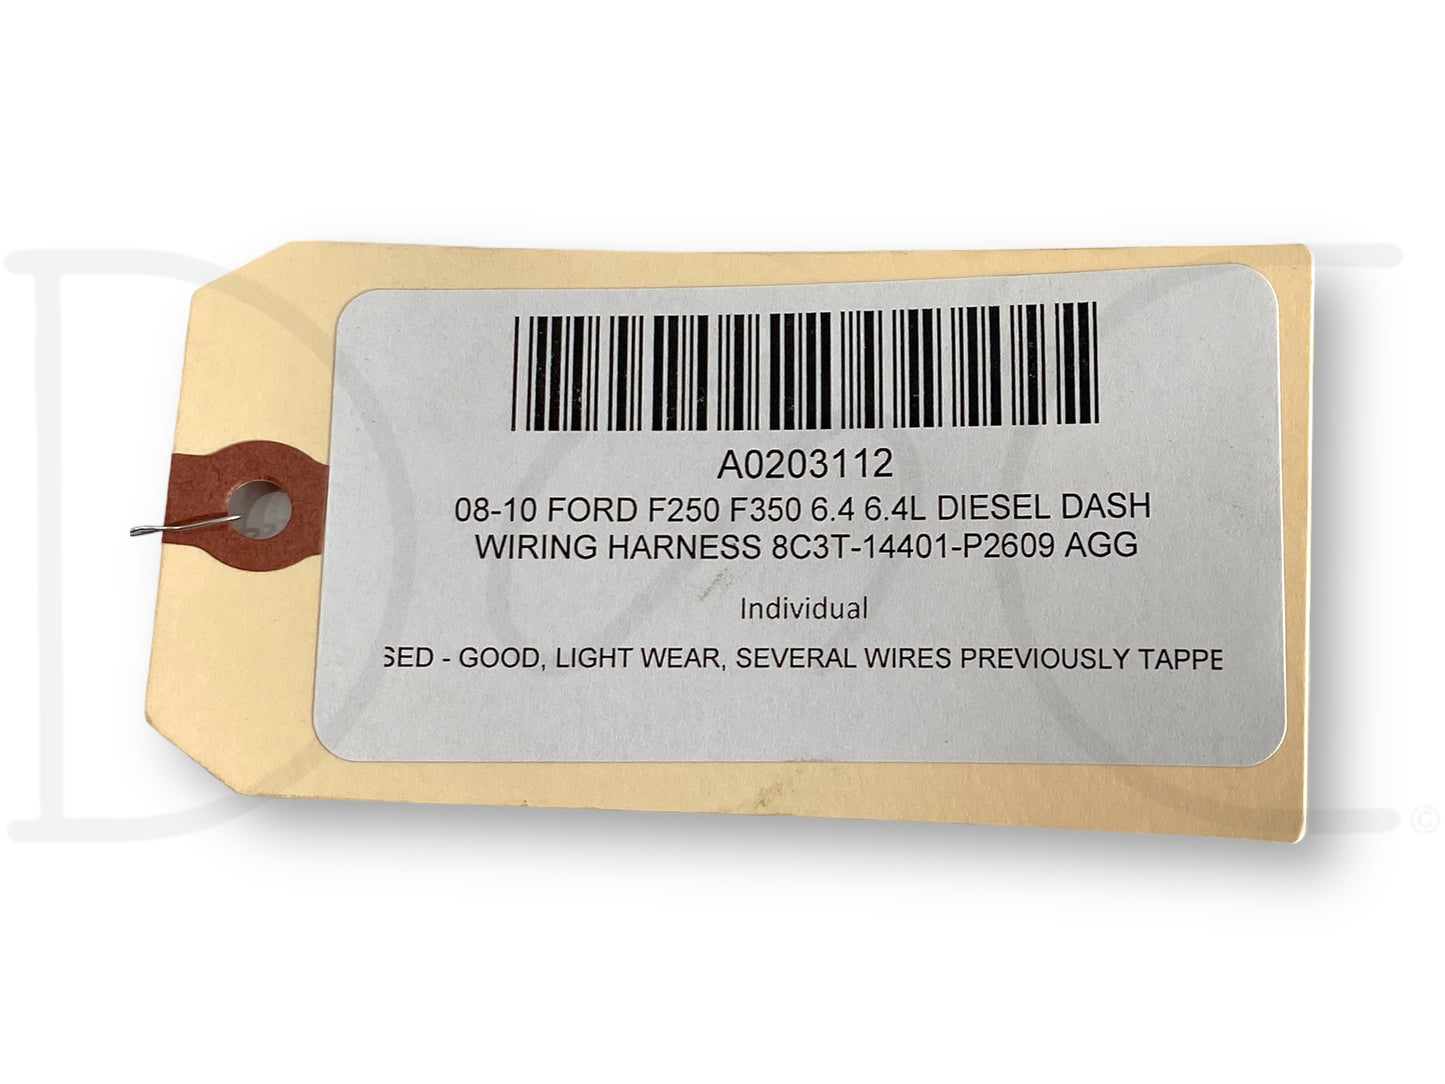 A0203112
08-10 FORD F250 F350 6.4 6.4L DIESEL DASH
WIRING HARNESS 8C3T-14401-P2609 AGG
Individual
SED - GOOD, LIGHT WEAR, SEVERAL WIRES PREVIOUSLY TAPPE
©